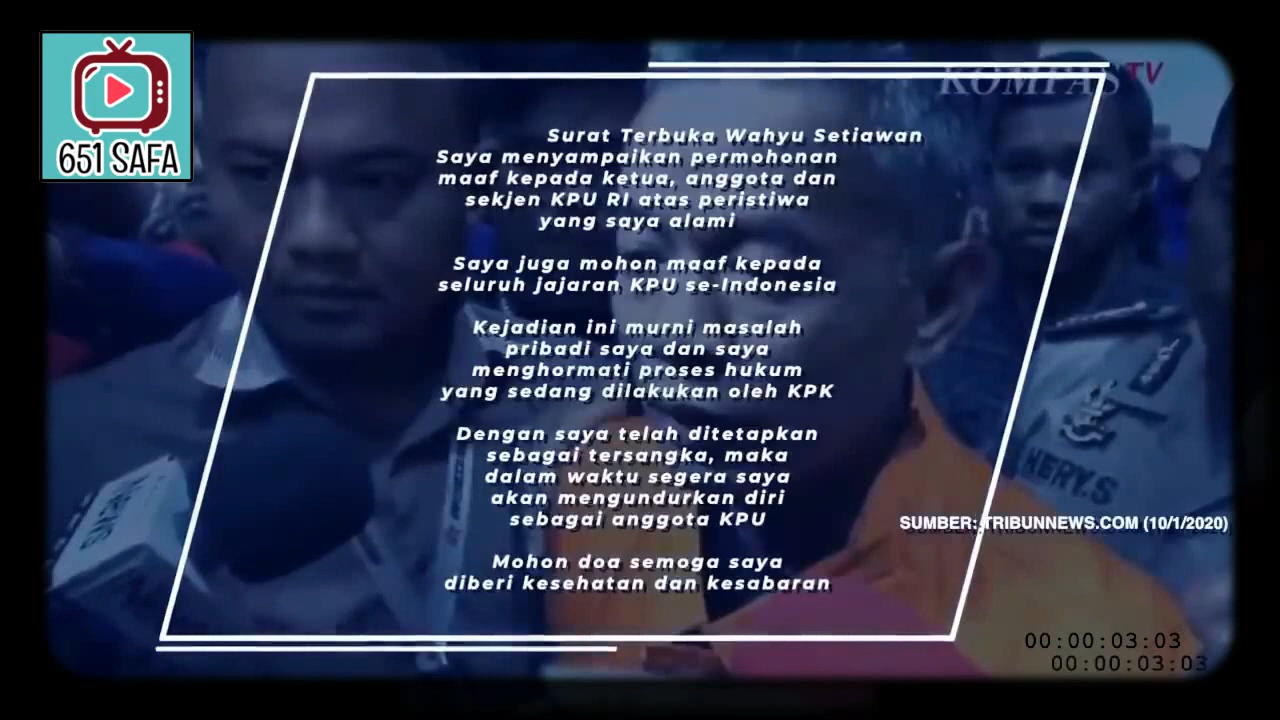 651 SAFA
KOMPAS TV
Surat Terbuka Wahyu Setiawan
Saya menyampaikan permohonan
maaf kepada ketua, anggota dan
sekjen KPU RI atas peristiwa
yang saya alami
Saya juga mohon maaf kepada
seluruh jajaran KPU se-Indonesia
Kejadian ini murni masalah
pribadi saya dan saya
menghormati proses hukum
yang sedang dilakukan oleh KPK
Dengan saya telah ditetapkan
sebagai tersangka, maka
dalam waktu segera saya
akan mengundurkan diri
sebagai anggota KPU
Mohon doa semoga saya
diberi kesehatan dan kesabaran
HERY.S
NEWS
SUMBER: TRIBUNNEWS.COM (10/1/2020)
00:00:03:03
00:00:03:03